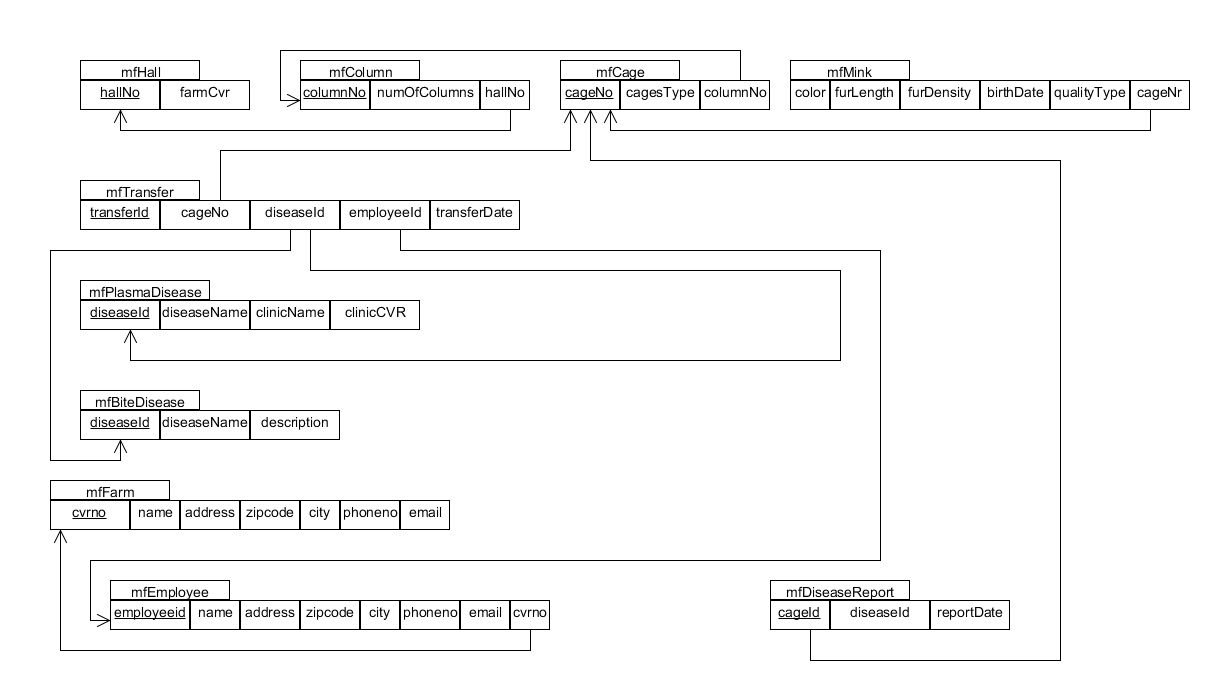 mfHall
hallNo farmCvr
mfColumn
columnNo numOfColumns hallNo
mfCage
cageNo cagesType columnNo
mfMink
color furLength furDensity birthDate qualityType cageNr
mfTransfer
transferId cageNo diseaseId employeeId transferDate
mfPlasmaDisease
diseaseId diseaseName clinicName clinicCVR
mfBiteDisease
diseaseId diseaseName description
mfFarm
cvrno name address zipcode city phoneno email
mfEmployee
employeeid name address zipcode city phoneno email cvrno
mfDiseaseReport
cageId diseaseId reportDate